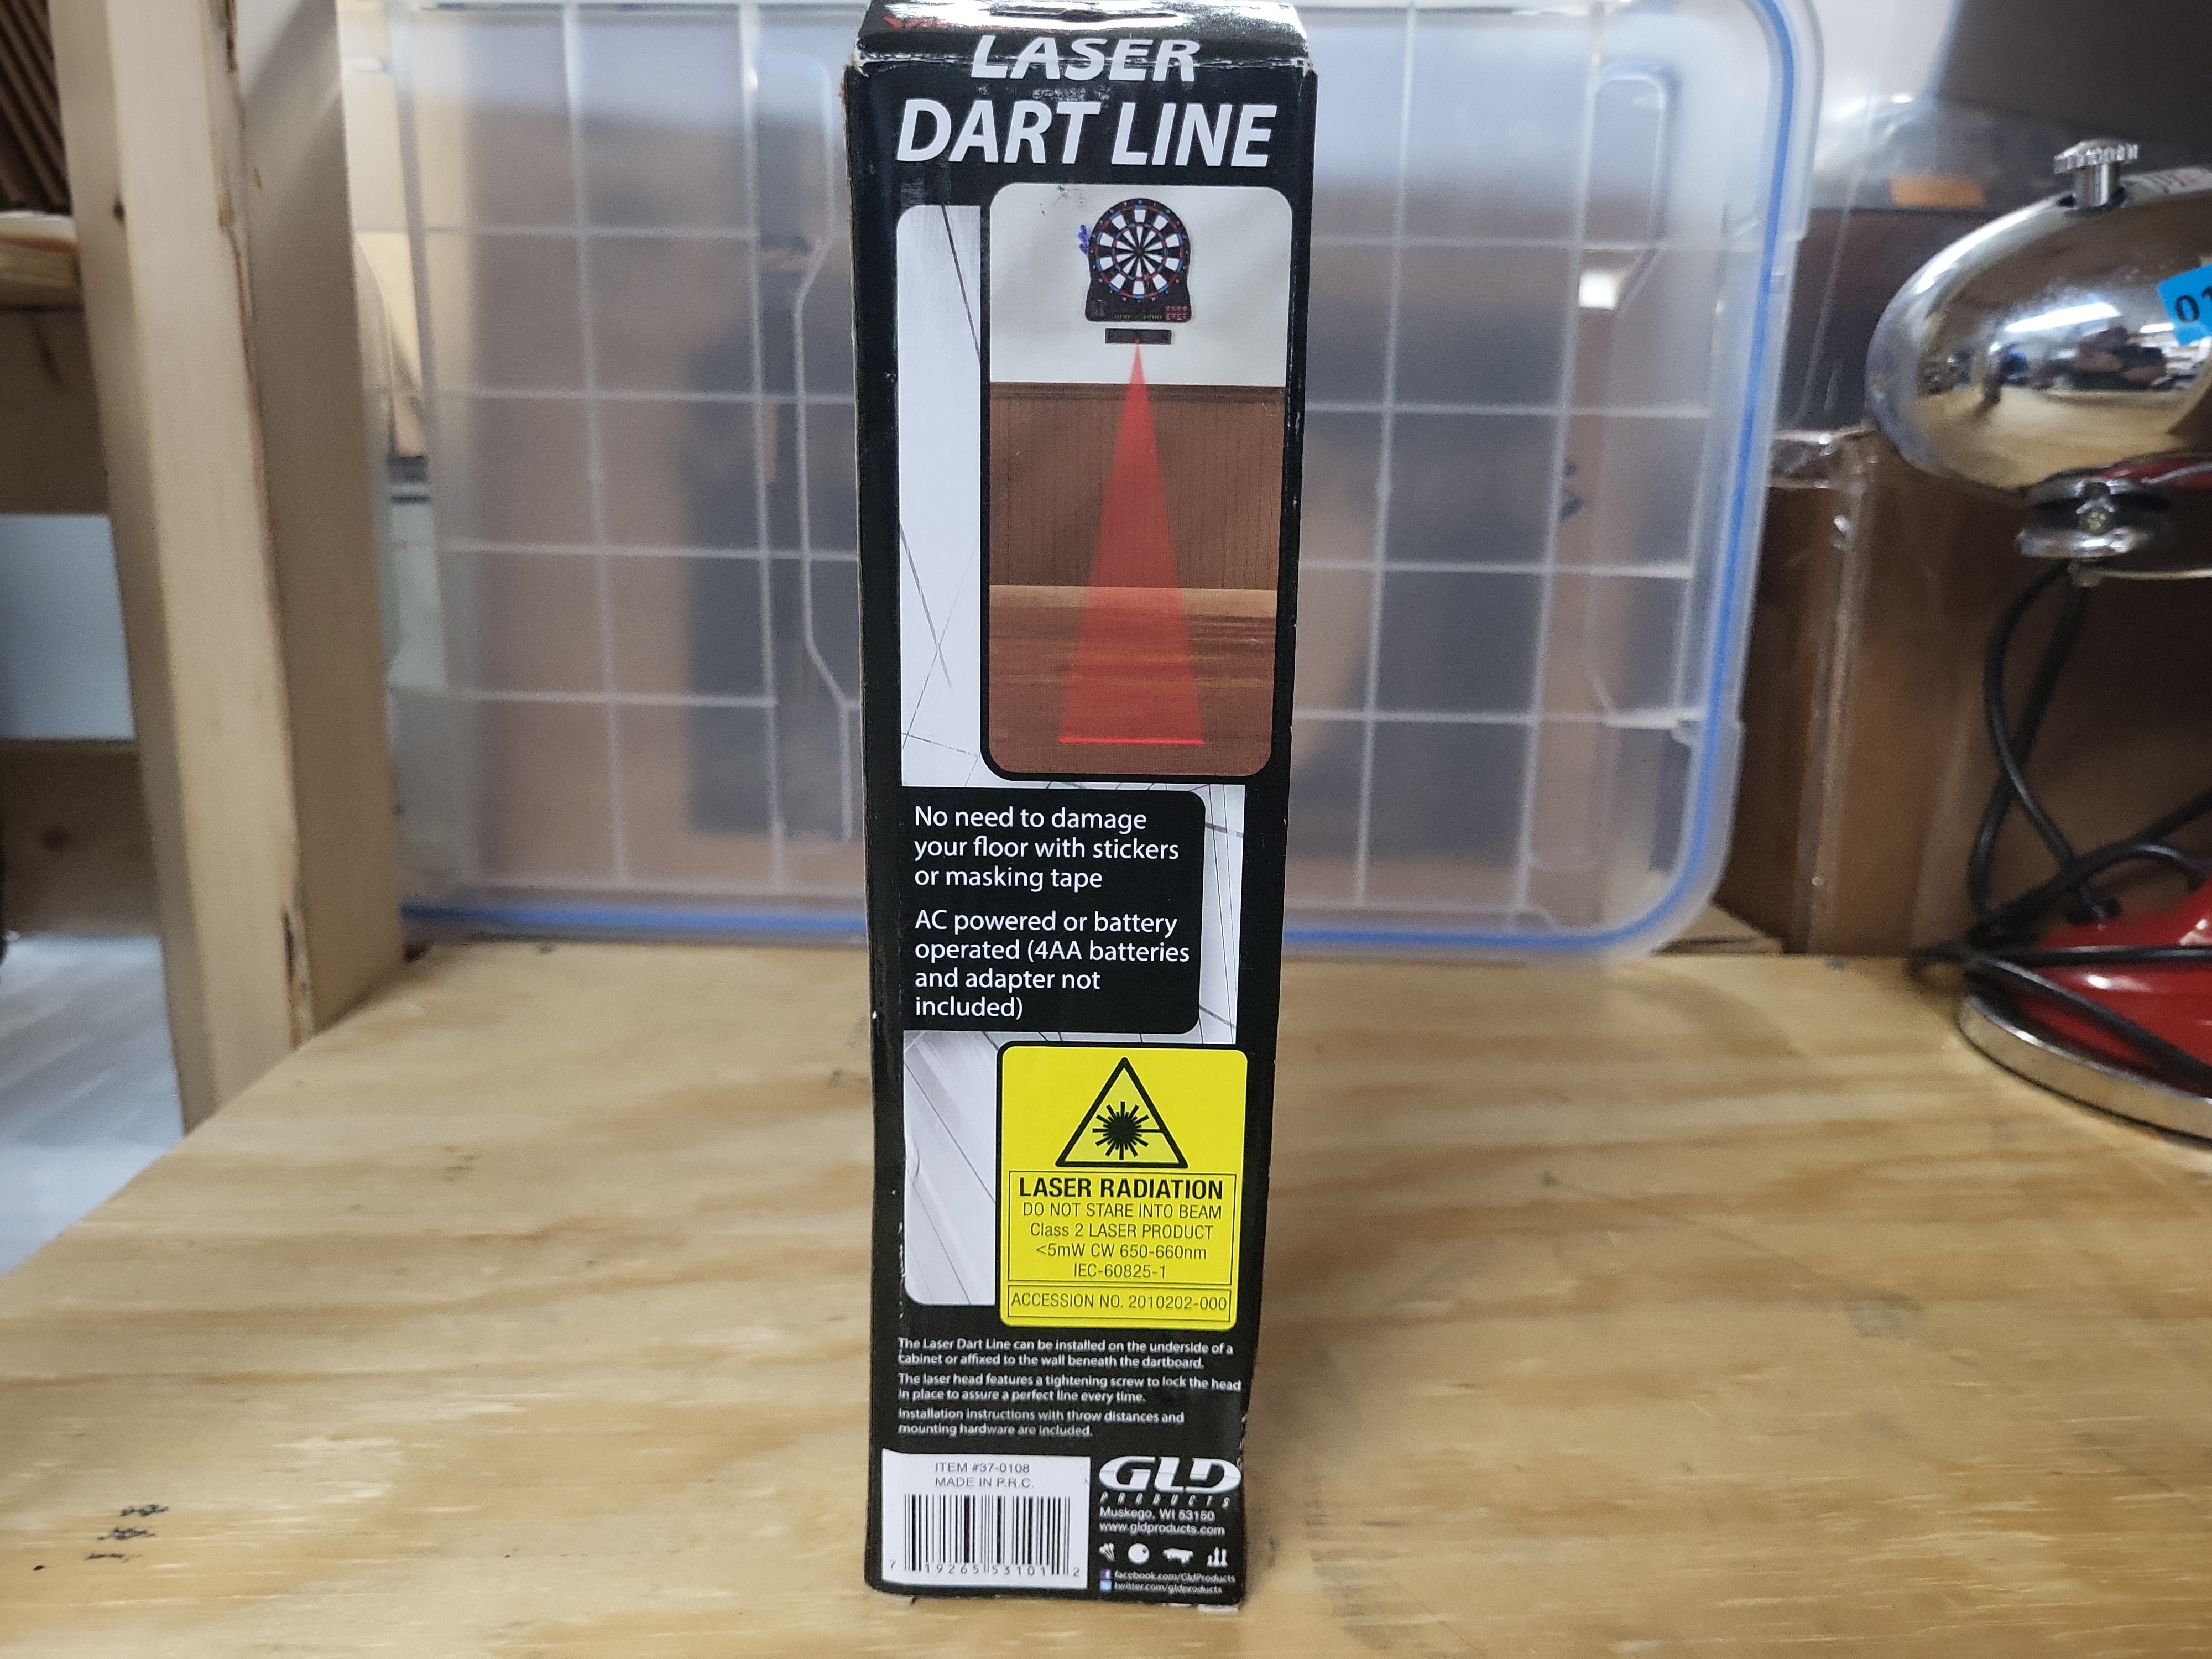 LASER
DART LINE
No need to damage
your floor with stickers
or masking tape
AC powered or battery
operated (4AA batteries
and adapter not
included)
LASER RADIATION
DO NOT STARE INTO BEAM
Class 2 LASER PRODUCT
<5mW CW 650-660nm
IEC-60825-1
ACCESSION NO. 2010202-000
The Laser Dart Line can be installed on the underside of a
cabinet or affixed to the wall beneath the dartboard.
The laser head features a tightening screw to lock the head
in place to assure a perfect line every time.
Installation instructions with throw distances and
mounting hardware are included.
ITEM #37-0108
MADE IN P.R.C.
7 19265 53101 2
GLD
PRODUCTS
Muskego, WI 53150
www.gldproducts.com
facebook.com/GldProducts
twitter.com/gldproducts
01